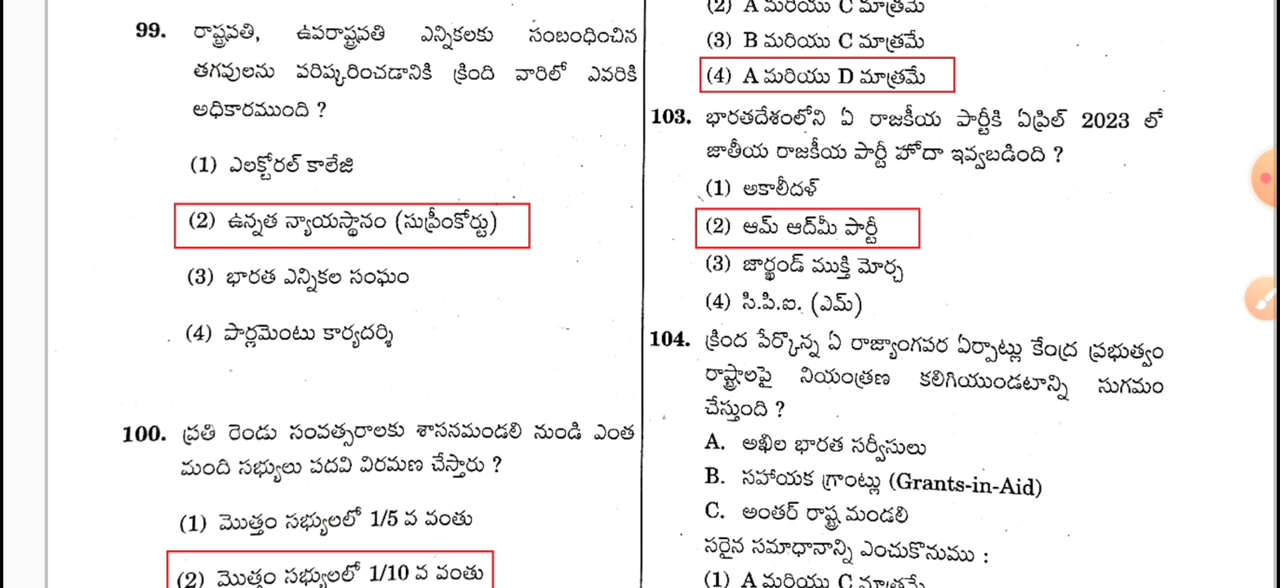 99. రాష్ట్రపతి, ఉపరాష్ట్రపతి ఎన్నికలకు సంబంధించిన
తగవులను పరిష్కరించడానికి క్రింది వారిలో ఎవరికి
అధికారముంది ?
(1) ఎలక్టోరల్ కాలేజి
(2) ఉన్నత న్యాయస్థానం (సుప్రీంకోర్టు)
(3) భారత ఎన్నికల సంఘం
(4) పార్లమెంటు కార్యదర్శి
100. ప్రతి రెండు సంవత్సరాలకు శాసనమండలి నుండి ఎంత
మంది సభ్యులు పదవి విరమణ చేస్తారు ?
(1) మొత్తం సభ్యులలో 1/5 వ వంతు
(2) మొత్తం సభ్యులలో 1/10 వ వంతు
(2) A మరియు C మాత్రమే
(3) B మరియు C మాత్రమే
(4) A మరియు D మాత్రమే
103. భారతదేశంలోని ఏ రాజకీయ పార్టీకి ఏప్రిల్ 2023 లో
జాతీయ రాజకీయ పార్టీ హోదా ఇవ్వబడింది ?
(1) అకాలీదళ్
(2) ఆమ్ ఆద్‌మీ పార్టీ
(3) జార్ఖండ్ ముక్తి మోర్చ
(4) సి.పి.ఐ. (ఎమ్)
104. క్రింద పేర్కొన్న ఏ రాజ్యాంగపర ఏర్పాట్లు కేంద్ర ప్రభుత్వం
రాష్ట్రాలపై నియంత్రణ కలిగియుండటాన్ని సుగమం
చేస్తుంది ?
A. అఖిల భారత సర్వీసులు
B. సహాయక గ్రాంట్లు (Grants-in-Aid)
C. అంతర్ రాష్ట్ర మండలి
సరైన సమాధానాన్ని ఎంచుకొనుము :
(1) A మరియు C మాత్రమే